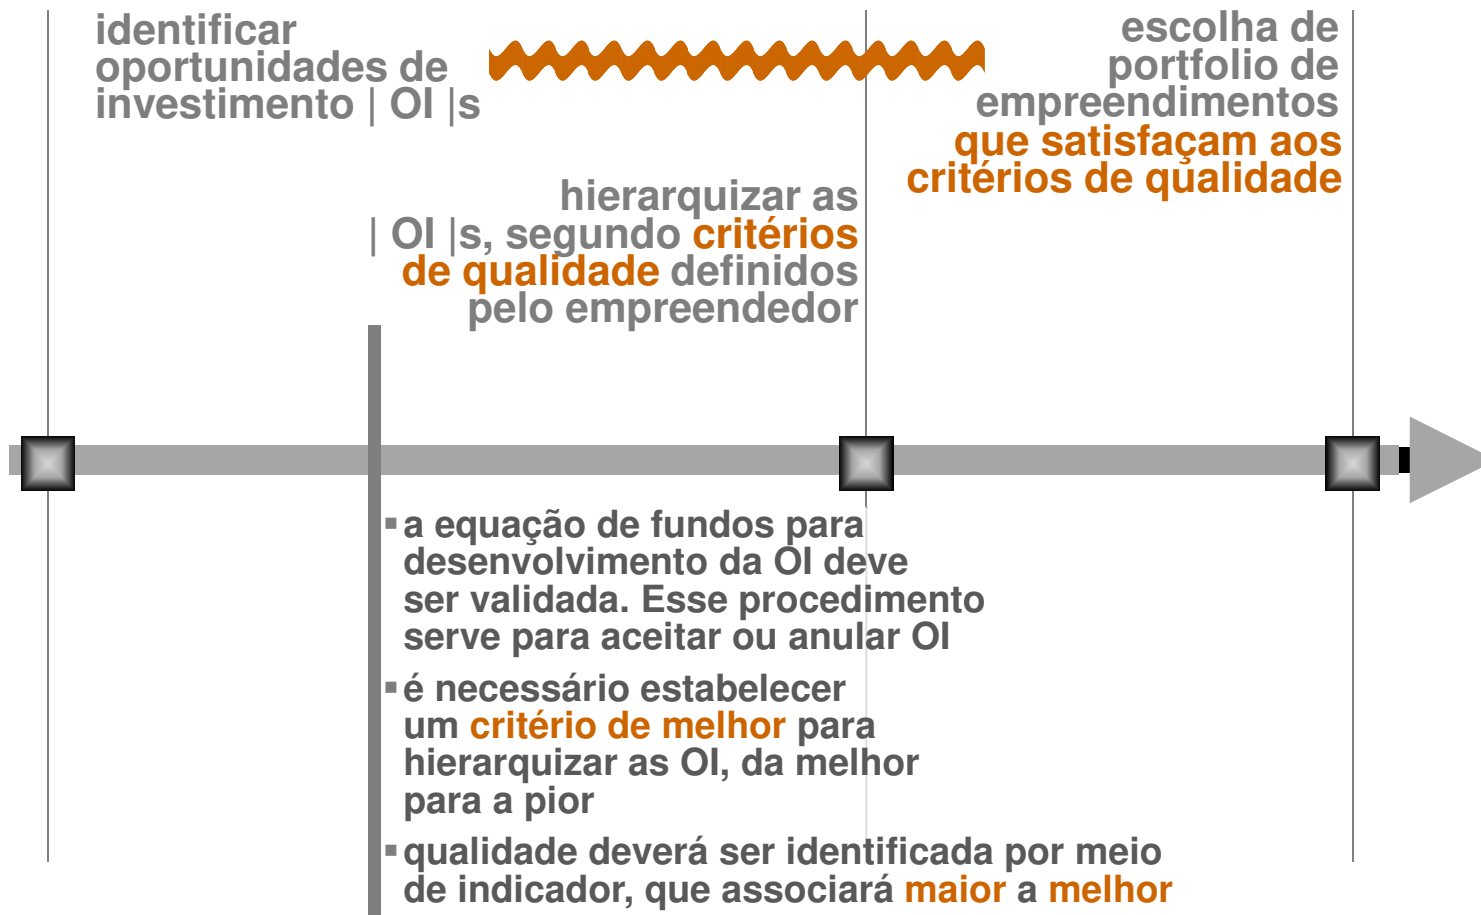 identificar
oportunidades de
investimento | OI |s
escolha de
portfolio de
empreendimentos
que satisfaçam aos
critérios de qualidade
hierarquizar as
| OI |s, segundo critérios
de qualidade definidos
pelo empreendedor
▪ a equação de fundos para
desenvolvimento da OI deve
ser validada. Esse procedimento
serve para aceitar ou anular OI
▪ é necessário estabelecer
um critério de melhor para
hierarquizar as OI, da melhor
para a pior
▪ qualidade deverá ser identificada por meio
de indicador, que associará maior a melhor